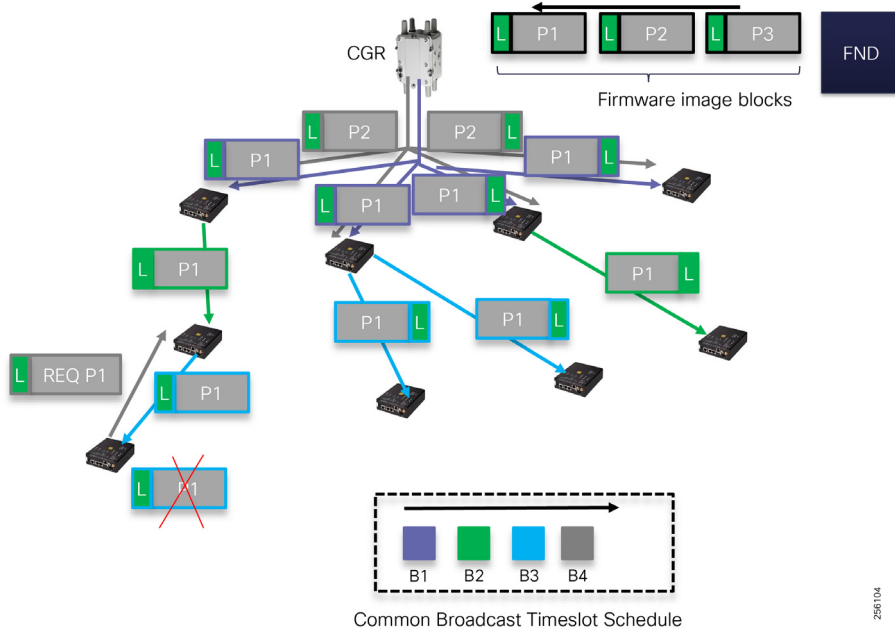 CGR
L P1
L P2
L P3
FND
Firmware image blocks
L P2
P2 L
L P1
P1 L
L P1
P1 L
L P1
P1 L
P1 L
P1 L
L REQ P1
L P1
L P1
B1
B2
B3
B4
Common Broadcast Timeslot Schedule
256104